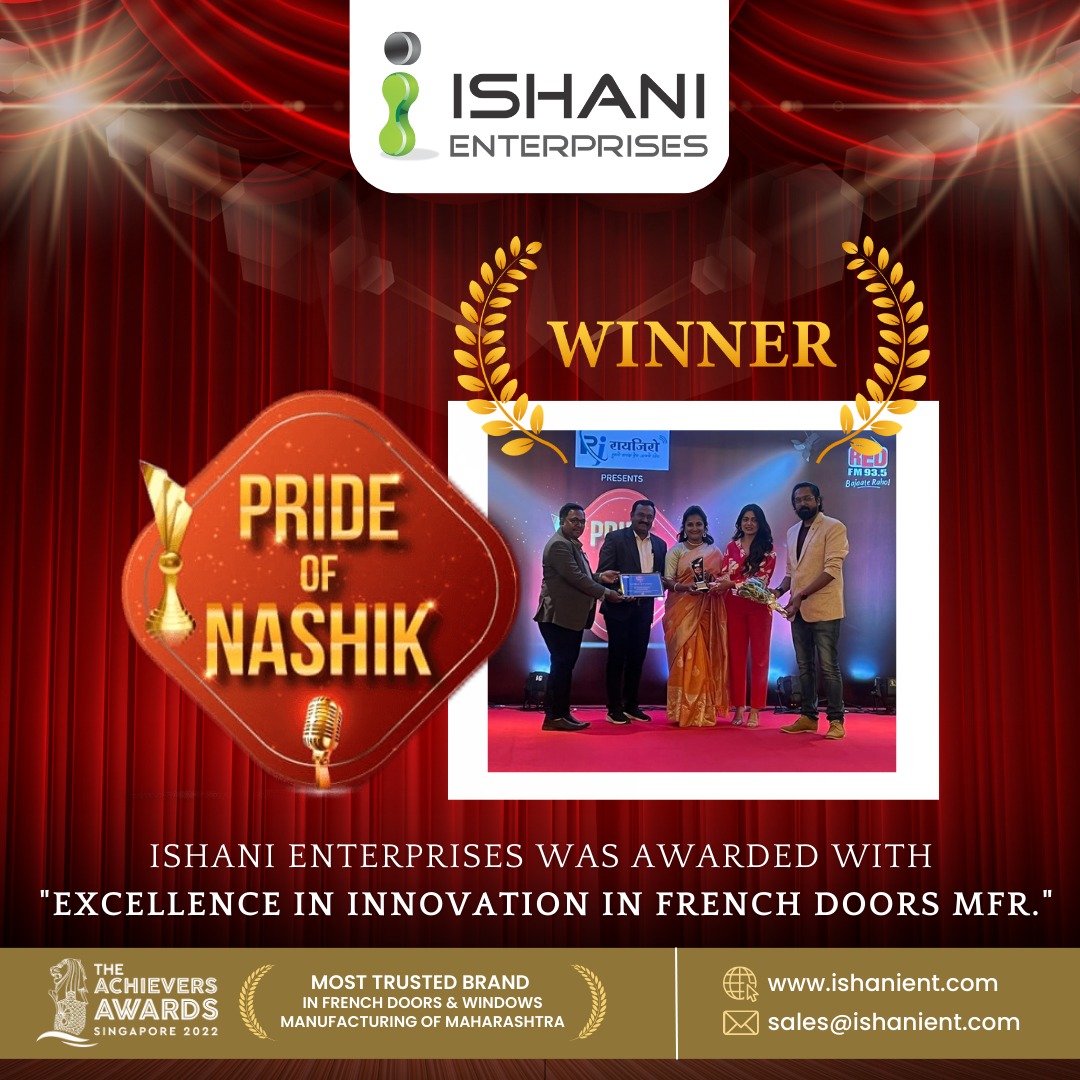 ISHANI
ENTERPRISES
WINNER
PRIDE
OF
NASHIK
Ri रायजिंगो
PRESENTS
RED
FM 93.5
Bajaate Raho!
ISHANI ENTERPRISES WAS AWARDED WITH
"EXCELLENCE IN INNOVATION IN FRENCH DOORS MFR."
THE
ACHIEVERS
AWARDS
SINGAPORE 2022
MOST TRUSTED BRAND
IN FRENCH DOORS & WINDOWS
MANUFACTURING OF MAHARASHTRA
www.ishanient.com
sales@ishanient.com